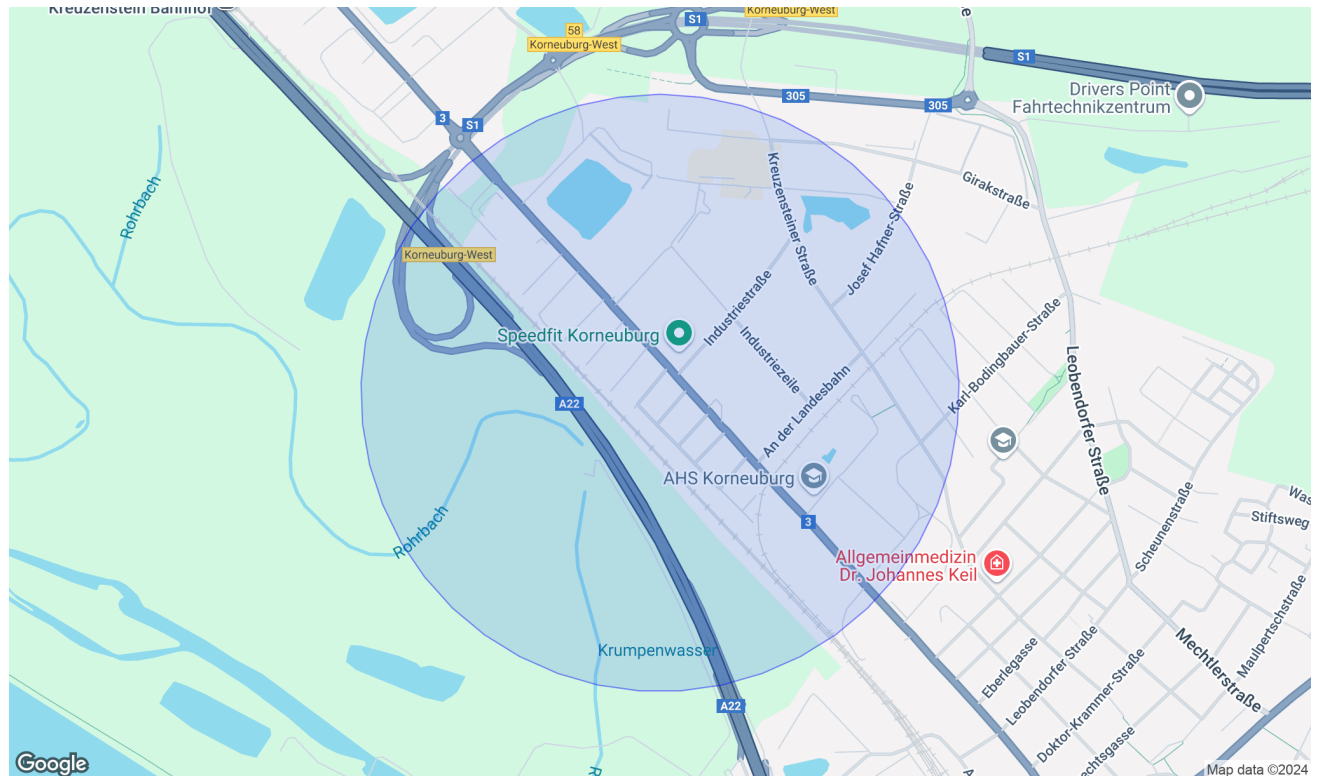 Kreuzenstein Bahnhof
58
Korneuburg-West
S1
Korneuburg-West
S1
305
305
Drivers Point
Fahrtechnikzentrum
3
S1
Girakstraße
Kreuzensteiner Straße
Josef Hafner-Straße
Rohrbach
Korneuburg-West
Speedfit Korneuburg
Industriestraße
Industriezeile
Karl-Bodingbauer-Straße
Leobendorfer Straße
A22
An der Landesbahn
AHS Korneuburg
3
Rohrbach
Scheunenstraße
Was
Stiftsweg
Allgemeinmedizin
Dr. Johannes Keil
Krumpenwasser
Eberlegasse
Leobendorfer Straße
Doktor-Krammer-Straße
Mechtlerstraße
Maulpertschstraße
A22
echtsgasse
Google
Map data ©2024